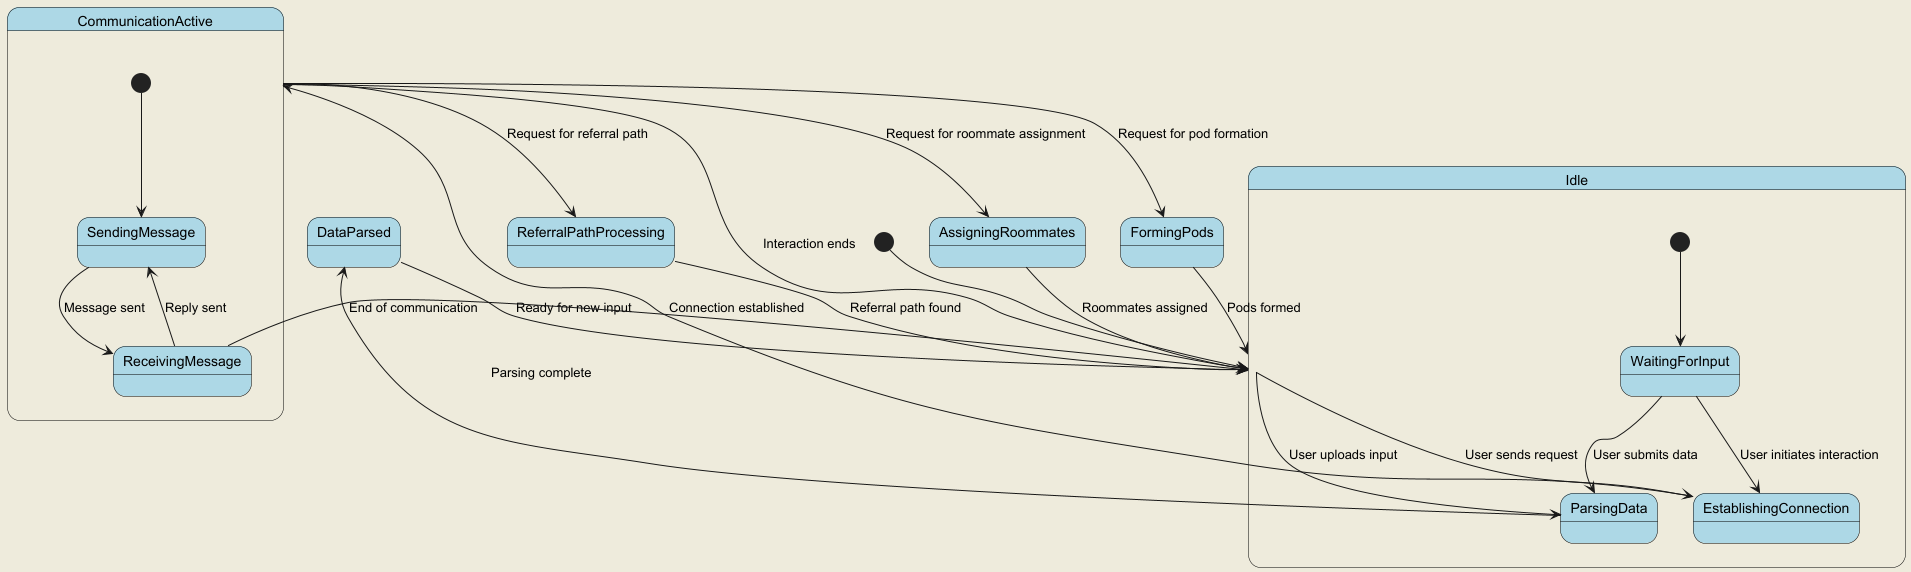 CommunicationActive
Request for referral path
Request for roommate assignment
Request for pod formation
Idle
SendingMessage
DataParsed
ReferralPathProcessing
Interaction ends
AssigningRoommates
FormingPods
Message sent
Reply sent
End of communication
Ready for new input
Connection established
Referral path found
Roommates assigned
Pods formed
ReceivingMessage
WaitingForInput
Parsing complete
User uploads input
User sends request
User submits data
User initiates interaction
ParsingData
EstablishingConnection